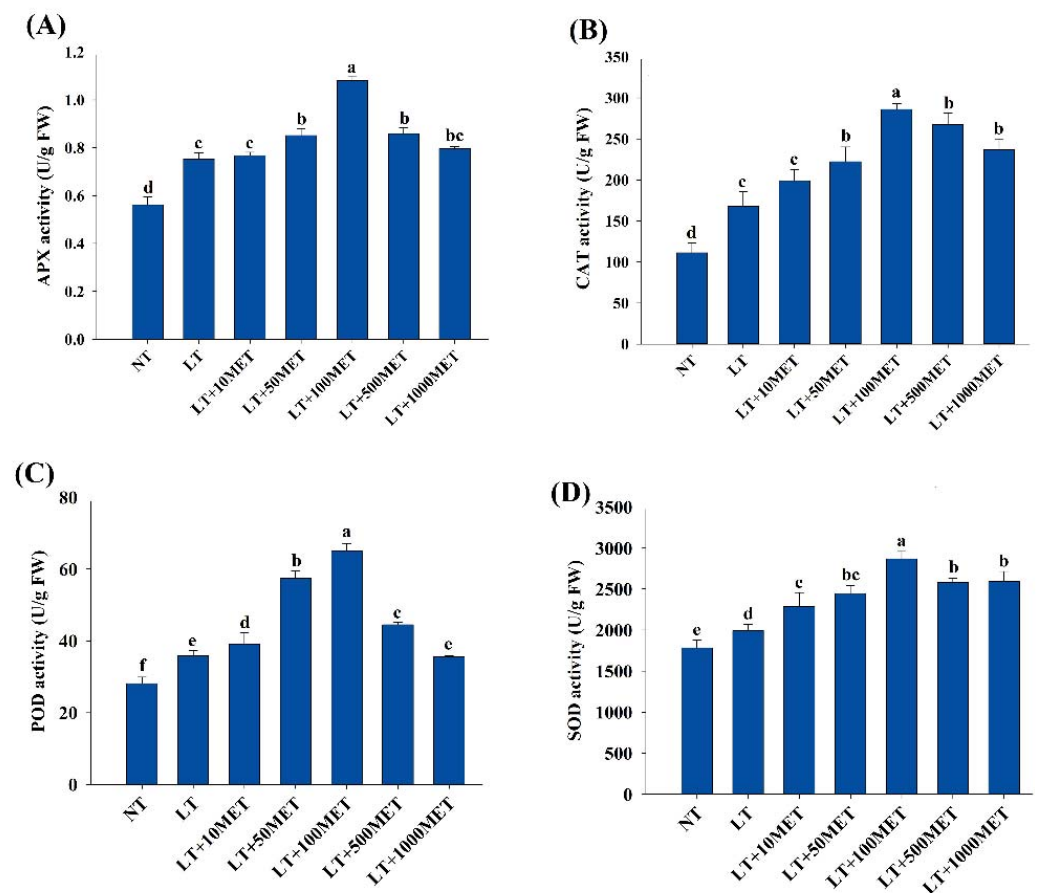 (A)
APX activity (U/g FW)
1.2
1.0
0.8
0.6
0.4
0.2
0.0
d
c
c
b
a
b
bc
NT
LT
LT+10MET
LT+50MET
LT+100MET
LT+500MET
LT+1000MET
(B)
CAT activity (U/g FW)
350
300
250
200
150
100
50
0
d
c
c
b
a
b
b
NT
LT
LT+10MET
LT+50MET
LT+100MET
LT+500MET
LT+1000MET
(C)
POD activity (U/g FW)
80
60
40
20
0
f
e
d
b
a
c
e
NT
LT
LT+10MET
LT+50MET
LT+100MET
LT+500MET
LT+1000MET
(D)
SOD activity (U/g FW)
3500
3000
2500
2000
1500
1000
500
0
e
d
c
bc
a
b
b
NT
LT
LT+10MET
LT+50MET
LT+100MET
LT+500MET
LT+1000MET